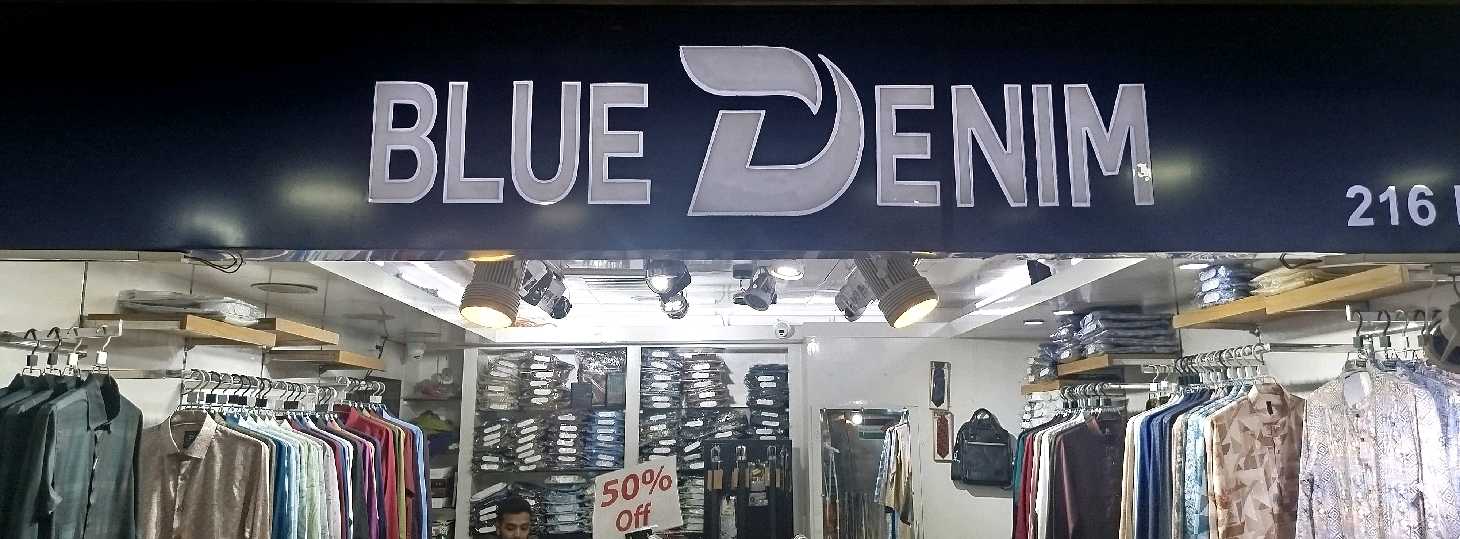 BLUE DENIM
216
50%
Off